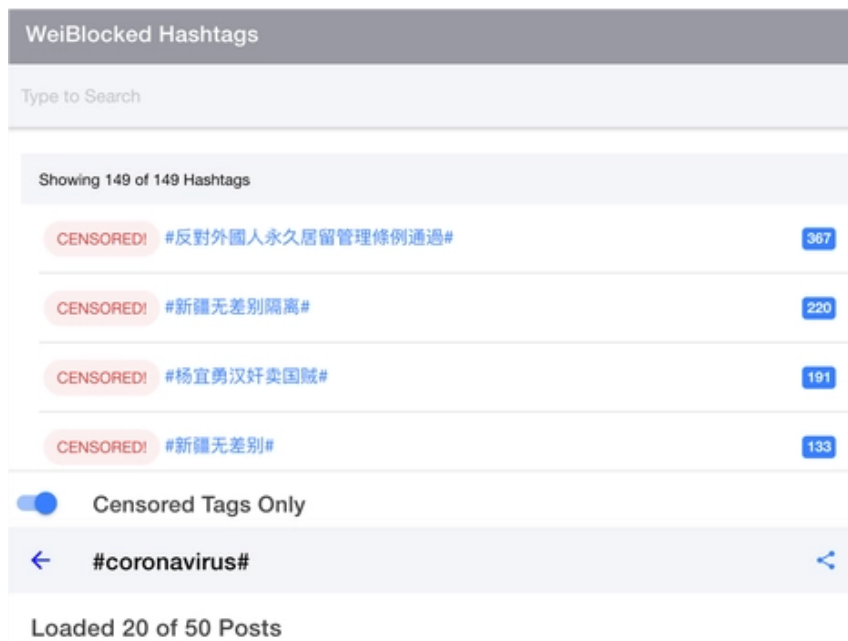 WeiBlocked Hashtags
Type to Search
Showing 149 of 149 Hashtags
CENSORED! #反對外國人永久居留管理條例通過# 367
CENSORED! #新疆无差别隔离# 220
CENSORED! #杨宜勇汉奸卖国贼# 191
CENSORED! #新疆无差别# 133
Censored Tags Only
#coronavirus#
Loaded 20 of 50 Posts